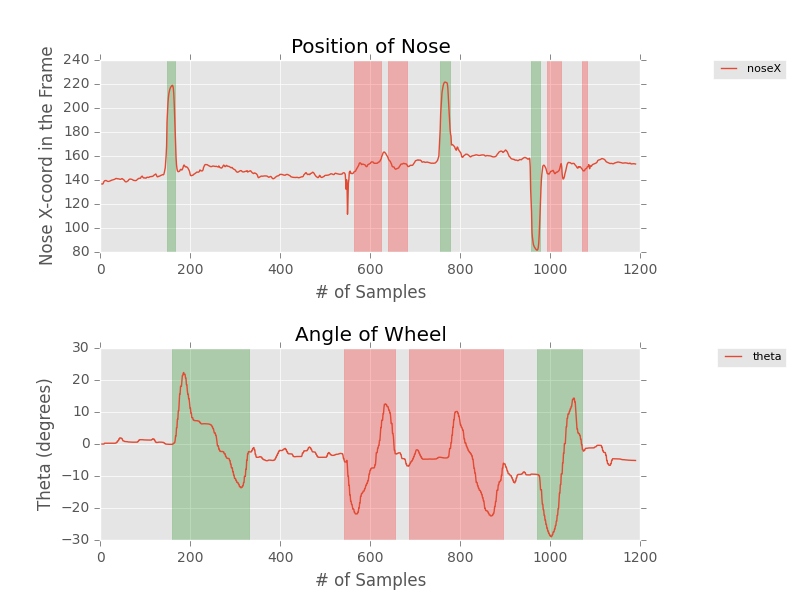 Position of Nose
noseX
Nose X-coord in the Frame
240
220
200
180
160
140
120
100
80
0 200 400 600 800 1000 1200
# of Samples
Angle of Wheel
theta
Theta (degrees)
30
20
10
0
−10
−20
−30
0 200 400 600 800 1000 1200
# of Samples